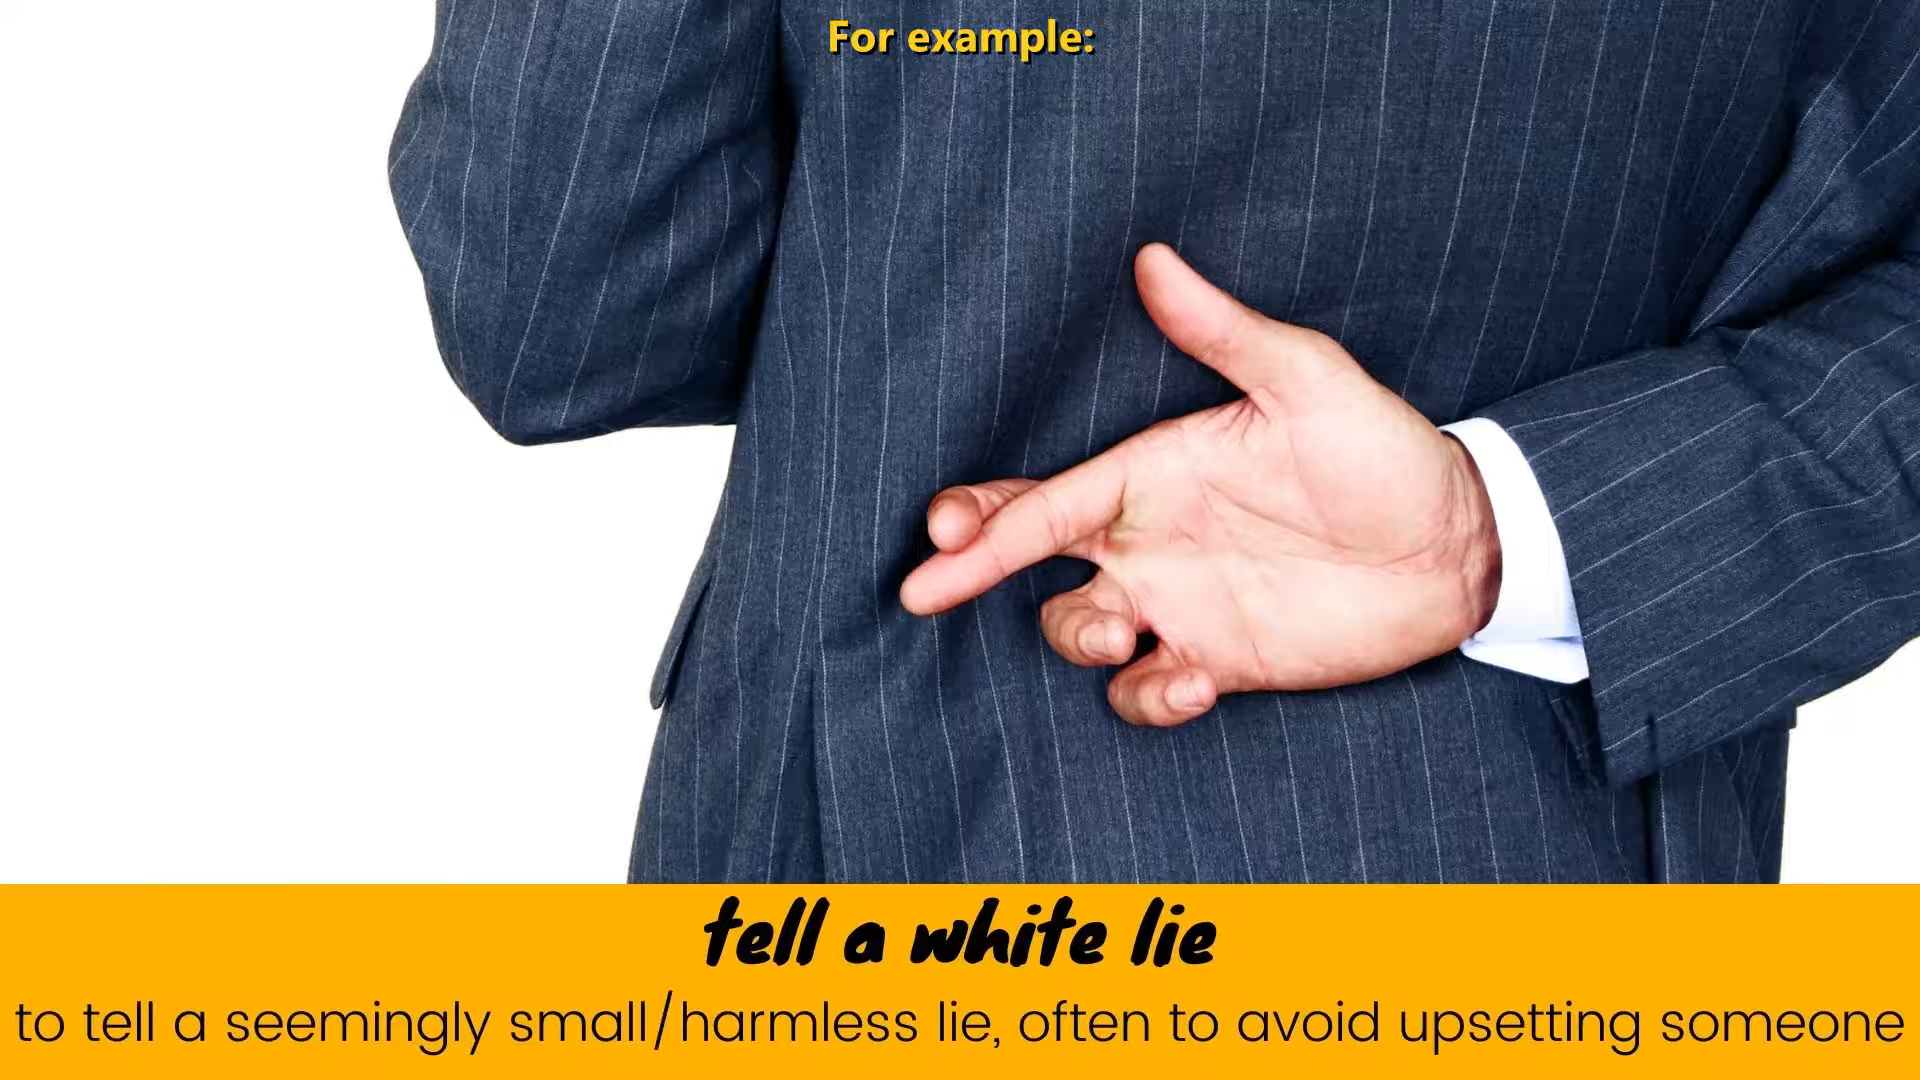 For example:
tell a white lie
to tell a seemingly small/harmless lie, often to avoid upsetting someone